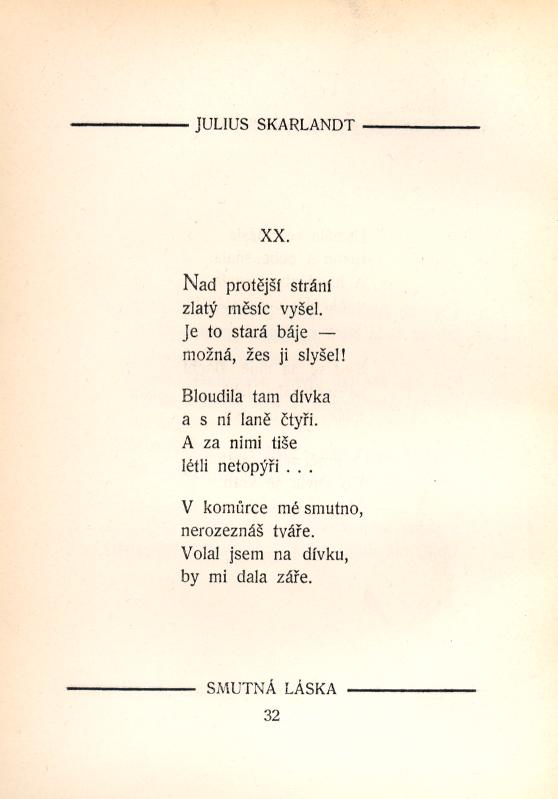 JULIUS SKARLANDT
XX.
Nad protější strání
zlatý měsíc vyšel.
Je to stará báje —
možná, žes ji slyšel!
Bloudila tam dívka
a s ní laně čtyři.
A za nimi tiše
létli netopýři . . .
V komůrce mé smutno,
nerozeznáš tváře.
Volal jsem na dívku,
by mi dala záře.
SMUTNÁ LÁSKA
32